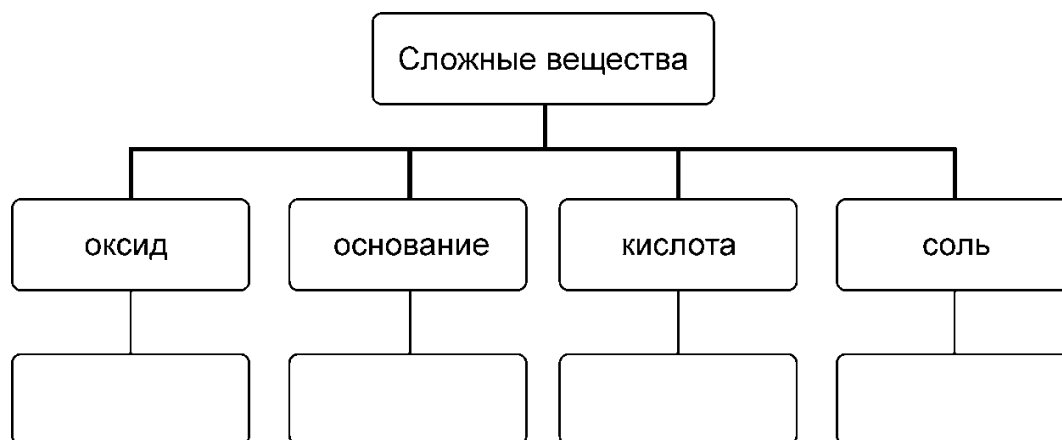 Сложные вещества
оксид
основание
кислота
соль